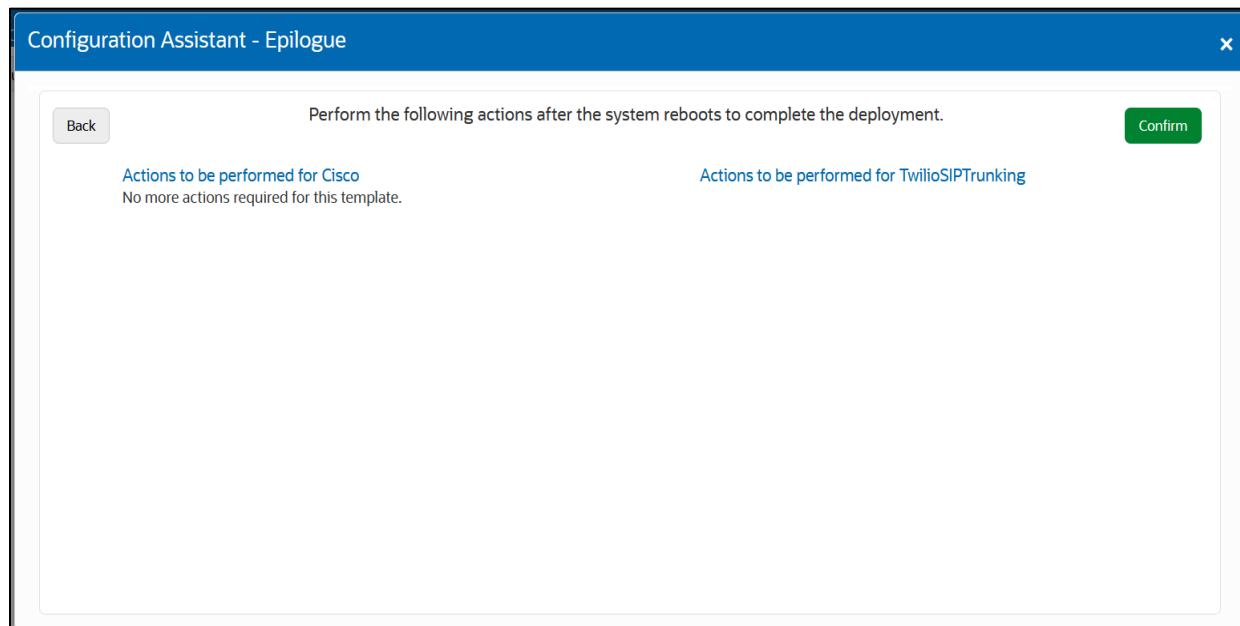 Configuration Assistant - Epilogue
Back
Perform the following actions after the system reboots to complete the deployment.
Confirm
Actions to be performed for Cisco
No more actions required for this template.
Actions to be performed for TwilioSIPTrunking